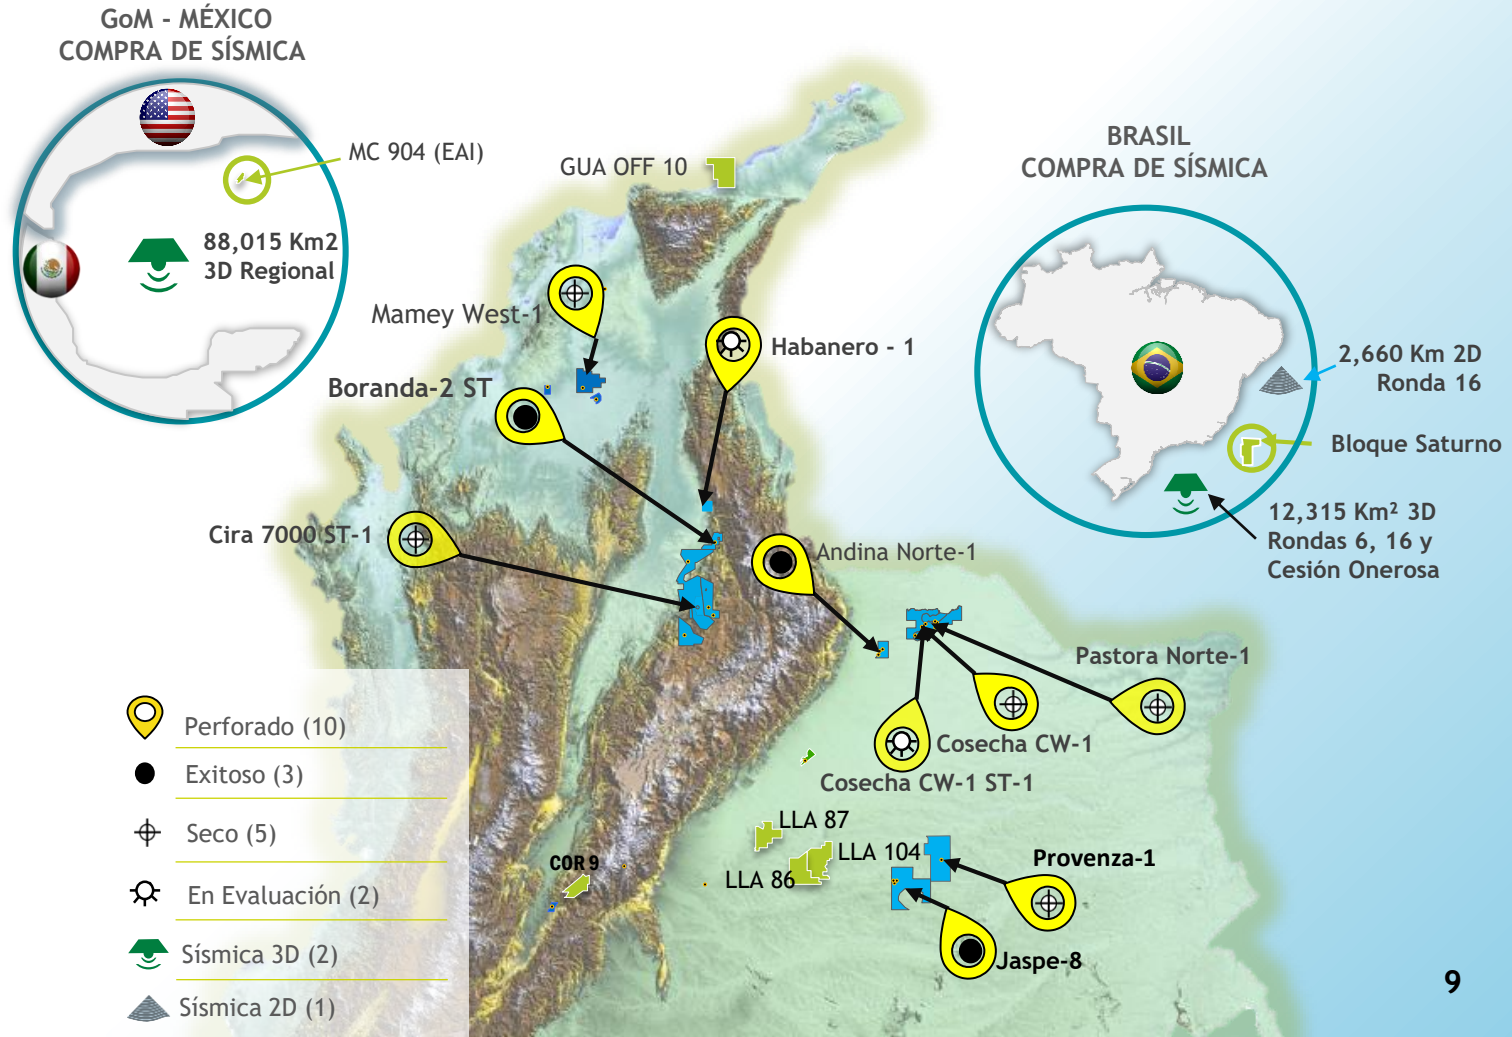 GoM - MÉXICO
COMPRA DE SÍSMICA
MC 904 (EAI)
88,015 Km2
3D Regional
GUA OFF 10
BRASIL
COMPRA DE SÍSMICA
2,660 Km 2D
Ronda 16
Bloque Saturno
12,315 Km² 3D
Rondas 6, 16 y
Cesión Onerosa
Mamey West-1
Habanero - 1
Boranda-2 ST
Cira 7000 ST-1
Andina Norte-1
Pastora Norte-1
Cosecha CW-1
Cosecha CW-1 ST-1
LLA 87
LLA 104
LLA 86
COR 9
Provenza-1
Jaspe-8
Perforado (10)
Exitoso (3)
Seco (5)
En Evaluación (2)
Sísmica 3D (2)
Sísmica 2D (1)
9